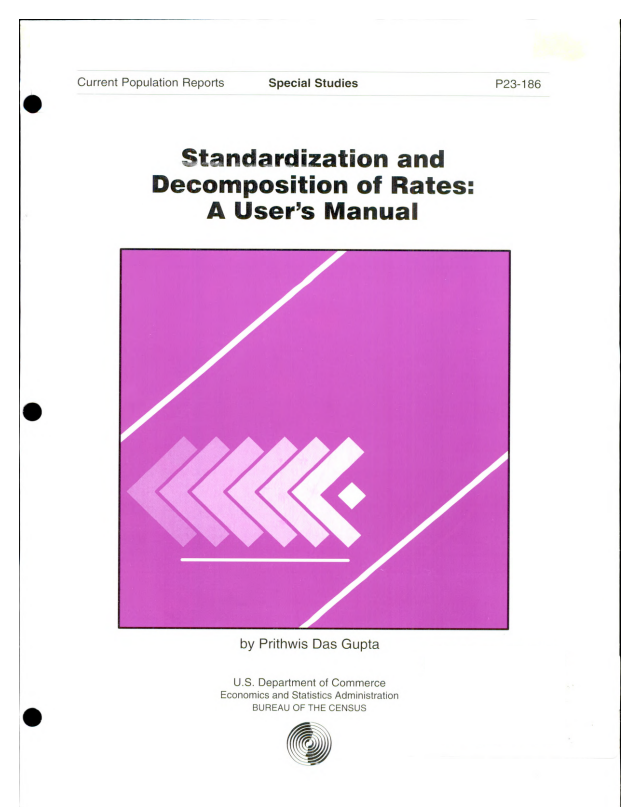 Current Population Reports Special Studies P23-186
Standardization and
Decomposition of Rates:
A User's Manual
by Prithwis Das Gupta
U.S. Department of Commerce
Economics and Statistics Administration
BUREAU OF THE CENSUS